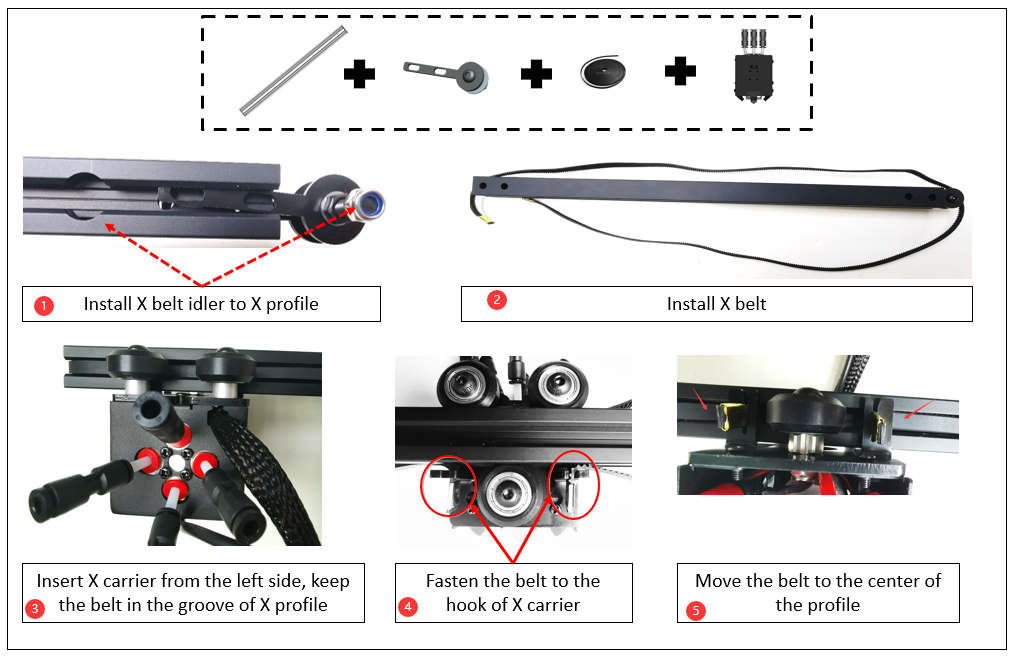 1 Install X belt idler to X profile
2 Install X belt
3 Insert X carrier from the left side, keep
the belt in the groove of X profile
4 Fasten the belt to the
hook of X carrier
5 Move the belt to the center of
the profile